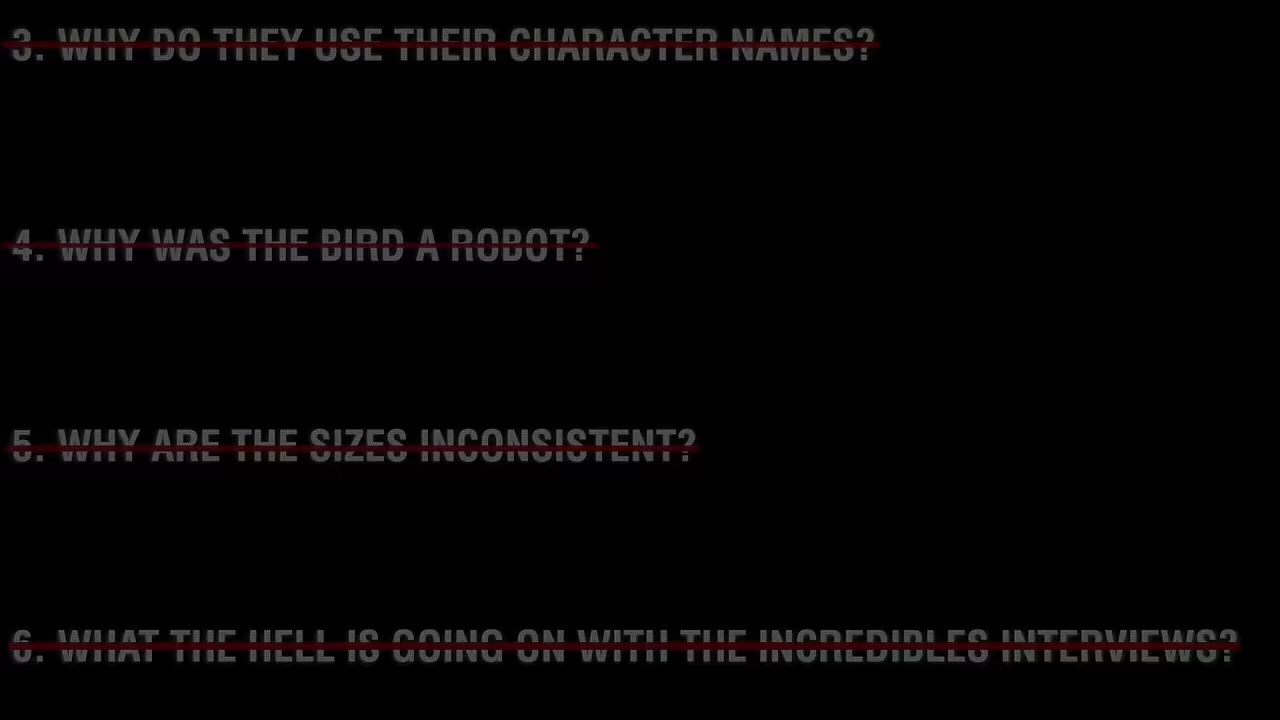 3. WHY DO THEY USE THEIR CHARACTER NAMES?
4. WHY WAS THE BIRD A ROBOT?
5. WHY ARE THE SIZES INCONSISTENT?
6. WHAT THE HELL IS GOING ON WITH THE INCREDIBLES INTERVIEWS?